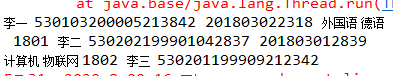 at java.base/java.lang.Thread.run(T
李一 530103200005213842 201803022318 外国语 德语
1801 李二 530202199901042837 201803012839
计算机 物联网 1802 李三 530201199909212342